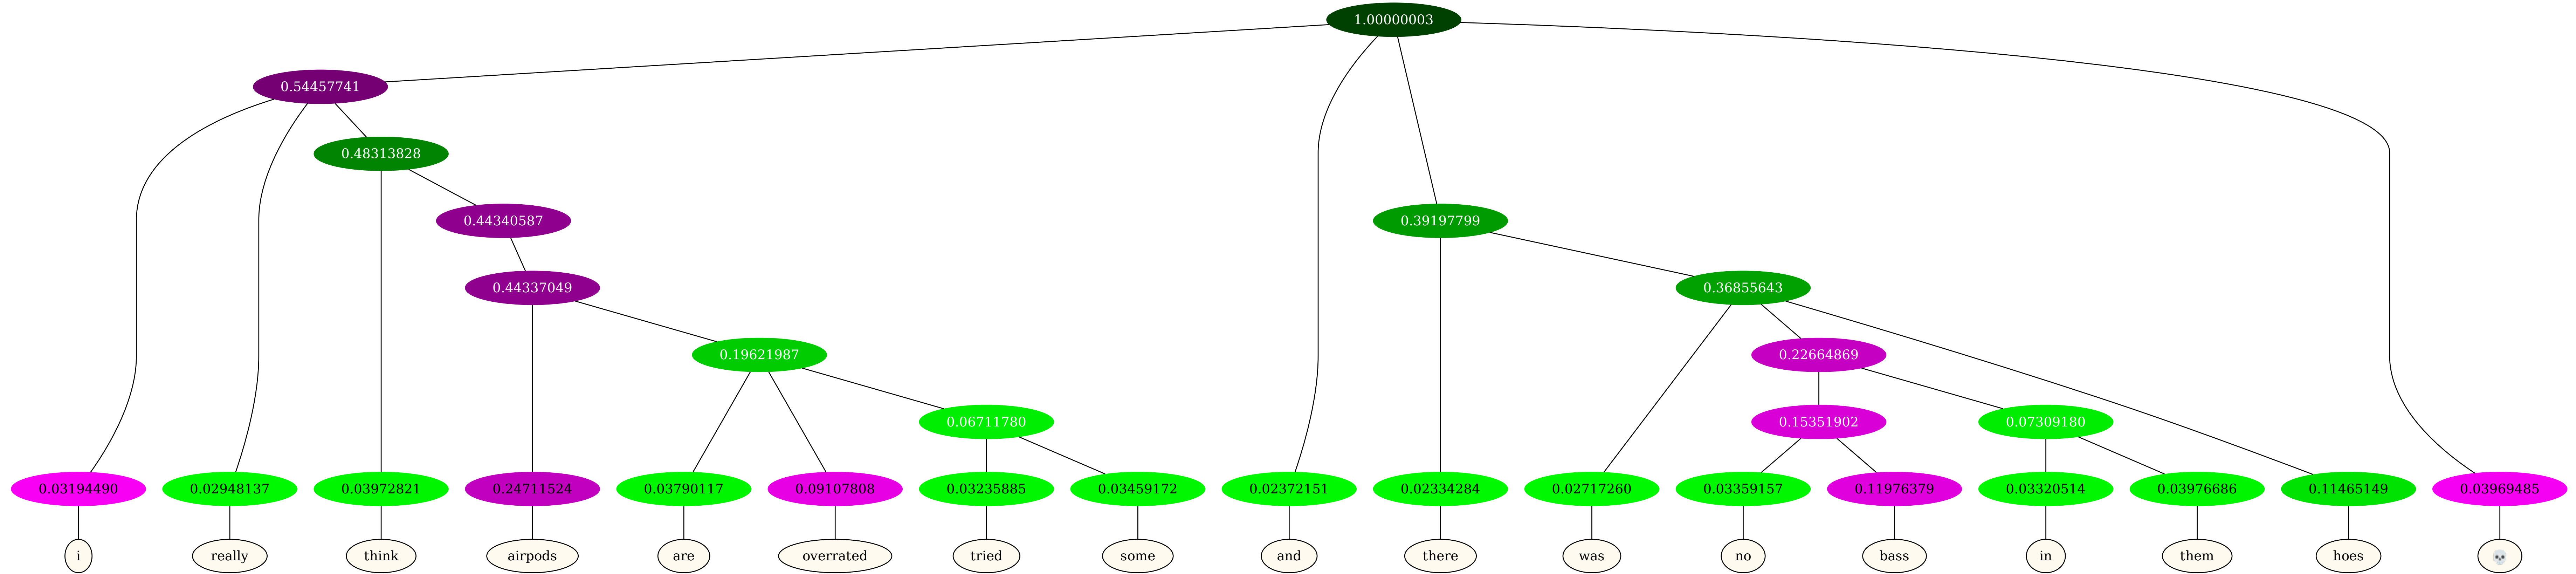 1.00000003
0.54457741
0.48313828
0.44340587 0.39197799
0.44337049 0.36855643
0.19621987 0.22664869
0.06711780 0.15351902 0.07309180
0.03194490 0.02948137 0.03972821 0.24711524 0.03790117 0.09107808 0.03235885 0.03459172 0.02372151 0.02334284 0.02717260 0.03359157 0.11976379 0.03320514 0.03976686 0.11465149 0.03969485
i really think airpods are overrated tried some and there was no bass in them hoes 💀